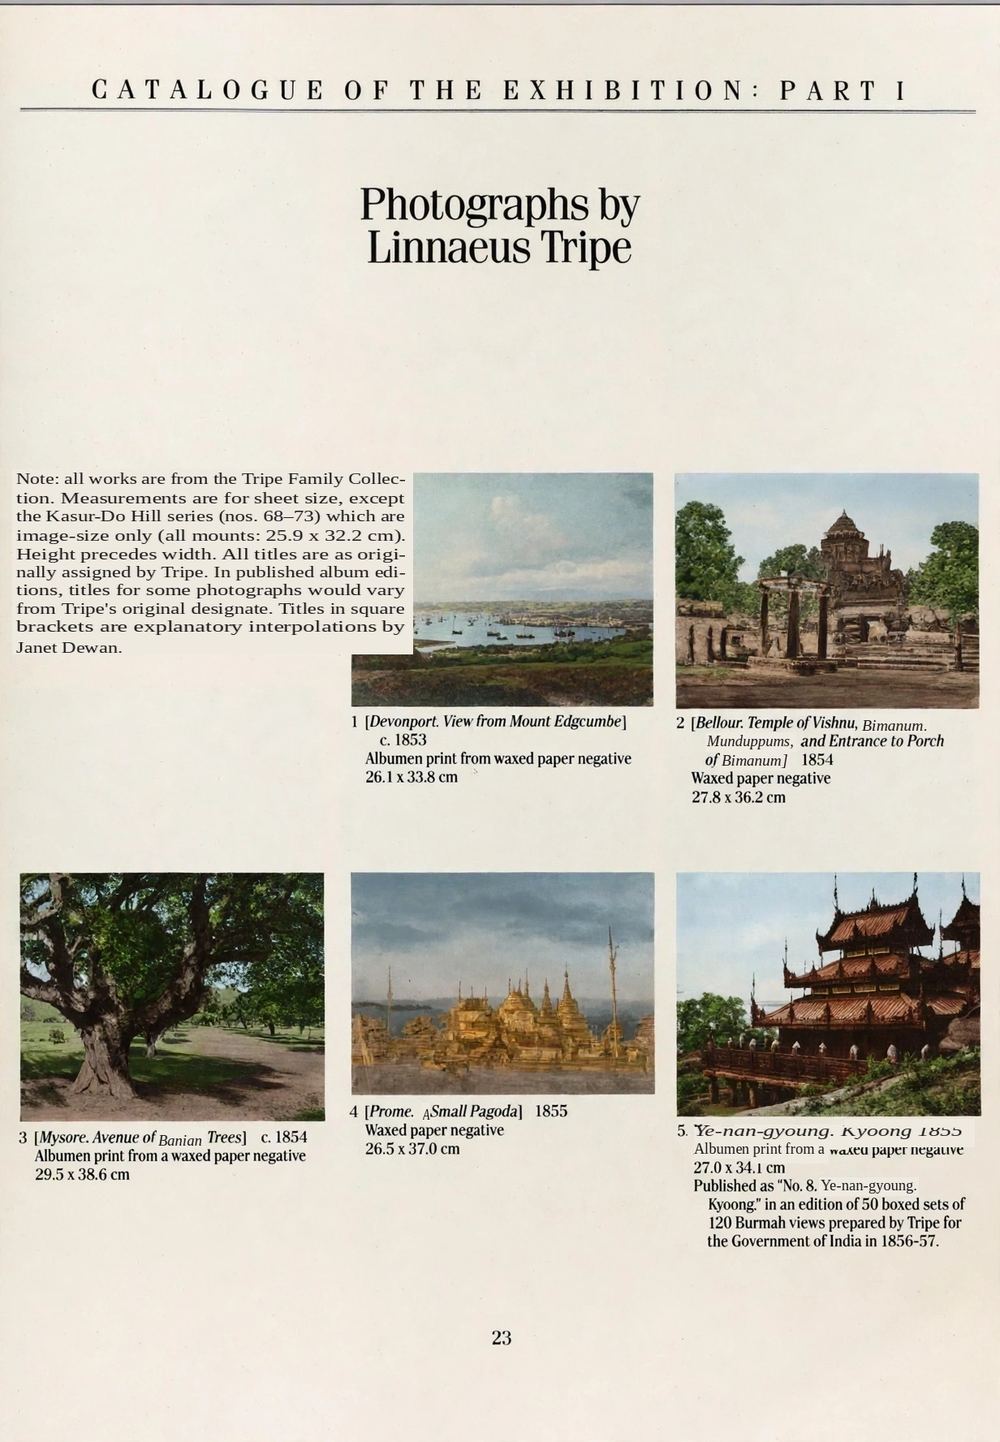 CATALOGUE OF THE EXHIBITION: PART I
Photographs by
Linnaeus Tripe
Note: all works are from the Tripe Family Collec-
tion. Measurements are for sheet size, except
the Kasur-Do Hill series (nos. 68–73) which are
image-size only (all mounts: 25.9 x 32.2 cm).
Height precedes width. All titles are as origi-
nally assigned by Tripe. In published album edi-
tions, titles for some photographs would vary
from Tripe's original designate. Titles in square
brackets are explanatory interpolations by
Janet Dewan.
1 [Devonport. View from Mount Edgcumbe]
c. 1853
Albumen print from waxed paper negative
26.1 x 33.8 cm
2 [Bellour. Temple of Vishnu, Bimanum.
Munduppums, and Entrance to Porch
of Bimanum] 1854
Waxed paper negative
27.8 x 36.2 cm
3 [Mysore. Avenue of Banian Trees] c. 1854
Albumen print from a waxed paper negative
29.5 x 38.6 cm
4 [Prome. A Small Pagoda] 1855
Waxed paper negative
26.5 x 37.0 cm
5. Ye-nan-gyoung. Kyoong 1855
Albumen print from a waxed paper negative
27.0 x 34.1 cm
Published as “No. 8. Ye-nan-gyoung.
Kyoong.” in an edition of 50 boxed sets of
120 Burmah views prepared by Tripe for
the Government of India in 1856-57.
23